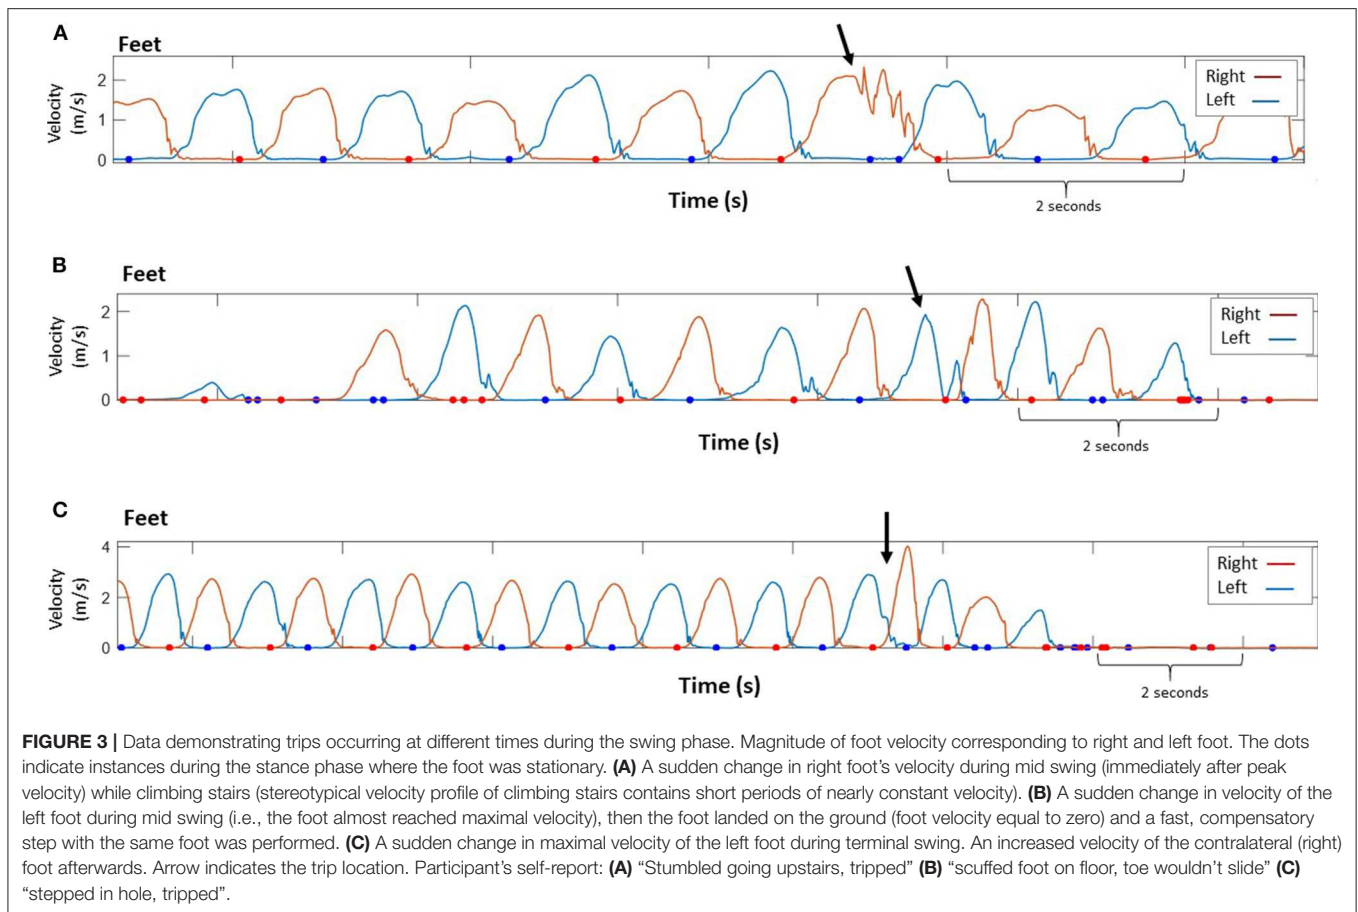 A
Feet
Velocity
(m/s)
2
1
0
Right
Left
Time (s)
2 seconds
B
Feet
Velocity
(m/s)
2
1
0
Right
Left
Time (s)
2 seconds
C
Feet
Velocity
(m/s)
4
2
0
Right
Left
Time (s)
2 seconds
FIGURE 3 | Data demonstrating trips occurring at different times during the swing phase. Magnitude of foot velocity corresponding to right and left foot. The dots
indicate instances during the stance phase where the foot was stationary. (A) A sudden change in right foot’s velocity during mid swing (immediately after peak
velocity) while climbing stairs (stereotypical velocity profile of climbing stairs contains short periods of nearly constant velocity). (B) A sudden change in velocity of the
left foot during mid swing (i.e., the foot almost reached maximal velocity), then the foot landed on the ground (foot velocity equal to zero) and a fast, compensatory
step with the same foot was performed. (C) A sudden change in maximal velocity of the left foot during terminal swing. An increased velocity of the contralateral (right)
foot afterwards. Arrow indicates the trip location. Participant’s self-report: (A) “Stumbled going upstairs, tripped” (B) “scuffed foot on floor, toe wouldn’t slide” (C)
“stepped in hole, tripped”.